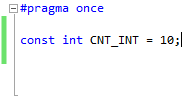 #pragma once
const int CNT_INT = 10;